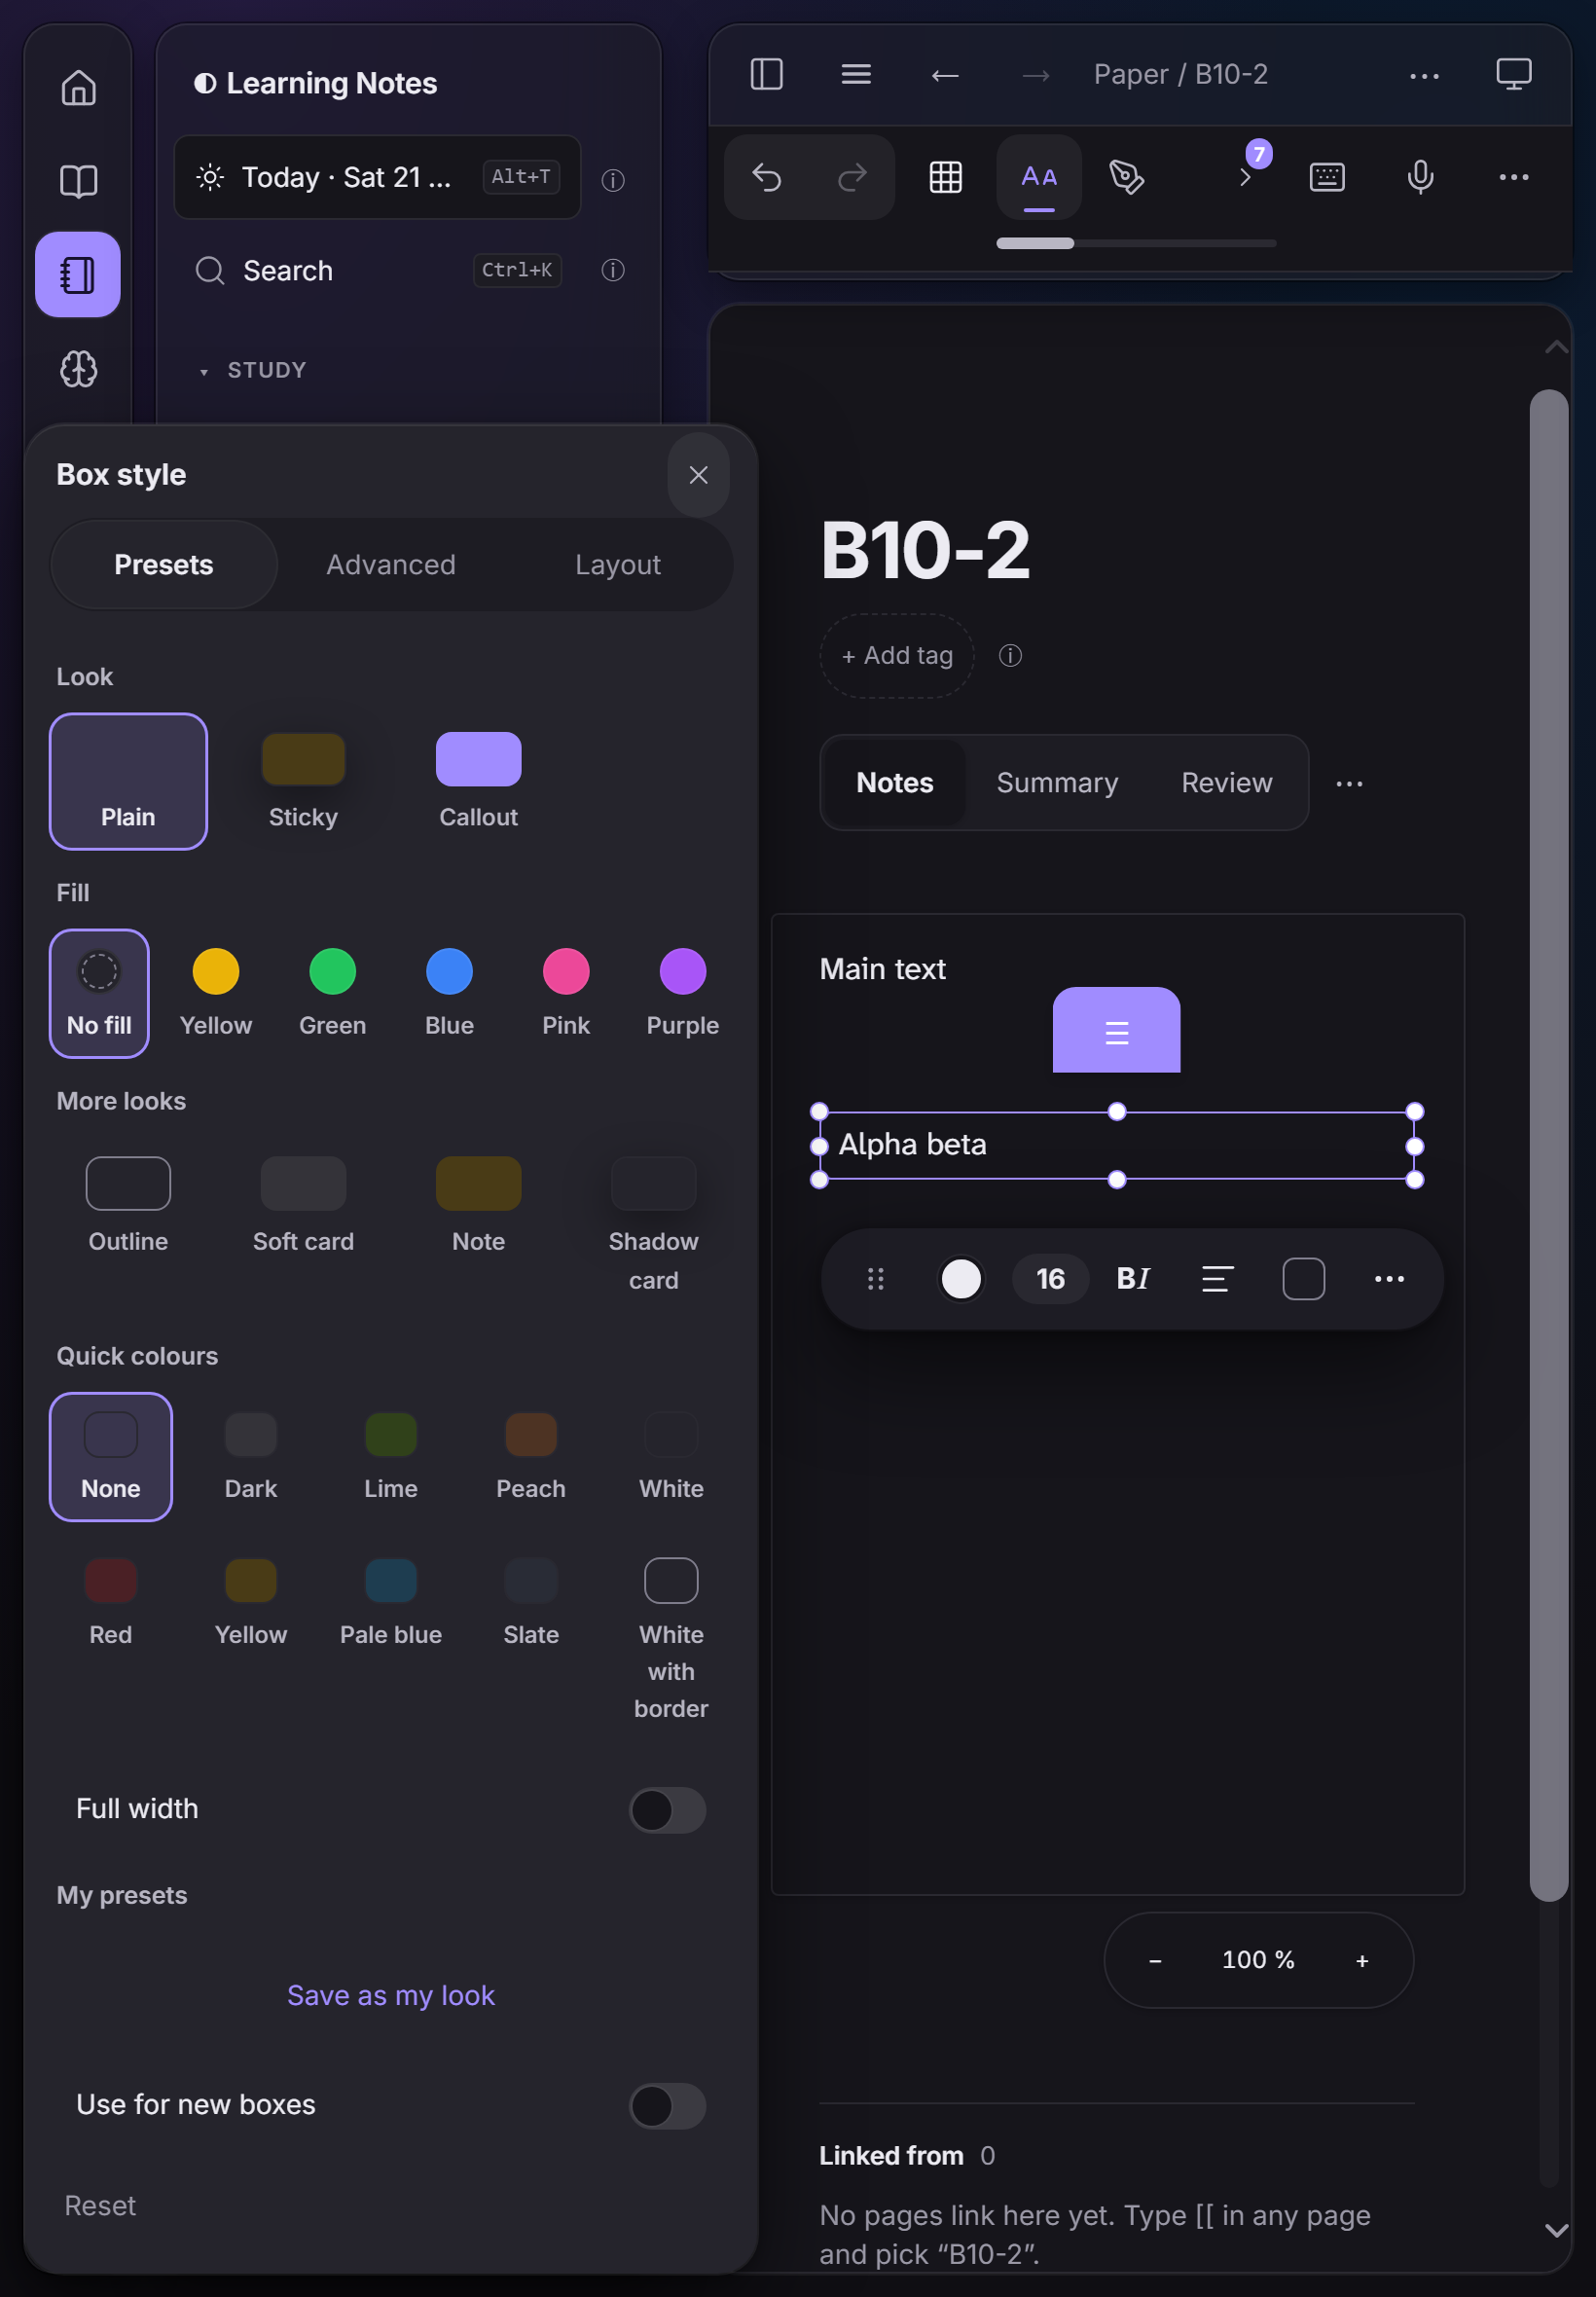 Learning Notes
Today · Sat 21 ... Alt+T
Search Ctrl+K
STUDY
Paper / B10-2
AA
7
Box style
Presets Advanced Layout
Look
Plain Sticky Callout
Fill
No fill Yellow Green Blue Pink Purple
More looks
Outline Soft card Note Shadow
card
Quick colours
None Dark Lime Peach White
Red Yellow Pale blue Slate White
with
border
Full width
My presets
Save as my look
Use for new boxes
Reset
B10-2
+ Add tag
Notes Summary Review
Main text
Alpha beta
16 BI
− 100 % +
Linked from 0
No pages link here yet. Type [[ in any page
and pick “B10-2”.